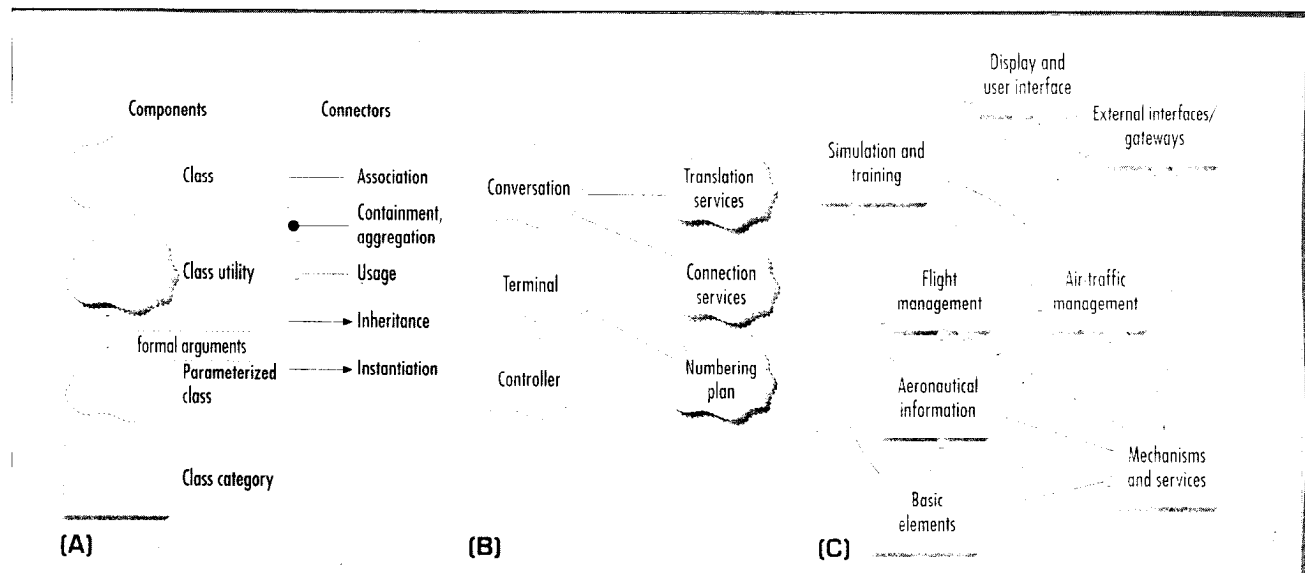 Components
Connectors
Class
Class utility
formal arguments
Parameterized
class
Class category
Association
Containment,
aggregation
Usage
Inheritance
Instantiation
(A)
Conversation
Terminal
Controller
Translation
services
Connection
services
Numbering
plan
(B)
Display and
user interface
External interfaces/
gateways
Simulation and
training
Flight
management
Air-traffic
management
Aeronautical
information
Mechanisms
and services
Basic
elements
(C)